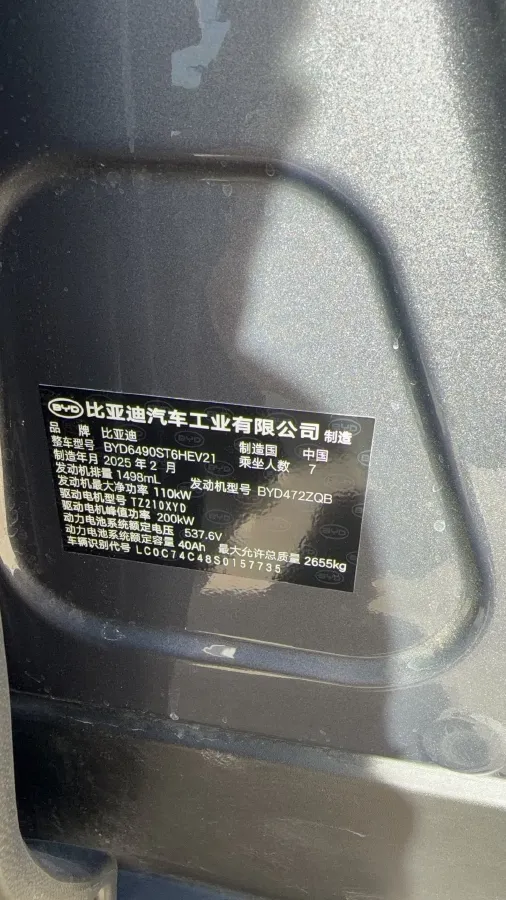 BYD 比亚迪汽车工业有限公司 制造
品 牌 比亚迪 制造国 中国
整车型号 BYD6490ST6HEV21 乘坐人数 7
制造年月 2025 年 2 月
发动机排量 1498mL 发动机型号 BYD472ZQB
发动机最大净功率 110kW
驱动电机型号 TZ210XYD
驱动电机峰值功率 200kW
动力电池系统额定电压 537.6V
动力电池系统额定容量 40Ah 最大允许总质量 2655kg
车辆识别代号 LC0C74C48S0157735